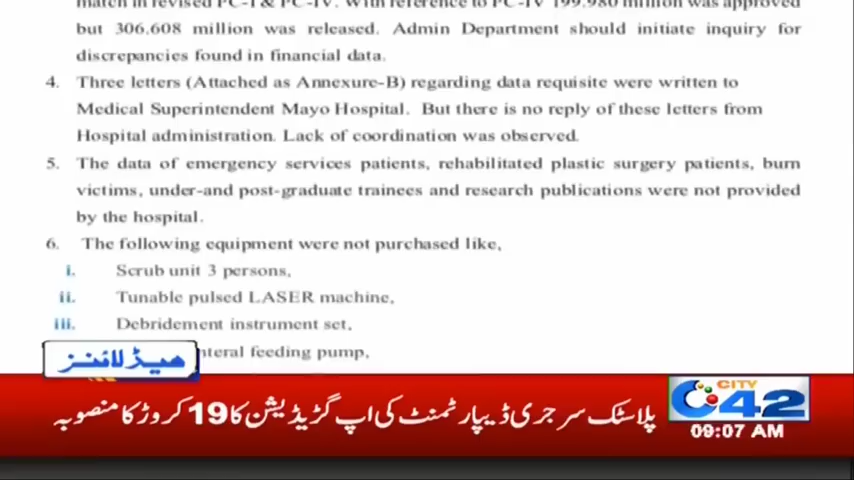 match in revised PC-I & PC-IV. With reference to PC-IV 199.980 million was approved
but 306.608 million was released. Admin Department should initiate inquiry for
discrepancies found in financial data.
4. Three letters (Attached as Annexure-B) regarding data requisite were written to
Medical Superintendent Mayo Hospital. But there is no reply of these letters from
Hospital administration. Lack of coordination was observed.
5. The data of emergency services patients, rehabilitated plastic surgery patients, burn
victims, under-and post-graduate trainees and research publications were not provided
by the hospital.
6. The following equipment were not purchased like,
i. Scrub unit 3 persons,
ii. Tunable pulsed LASER machine,
iii. Debridement instrument set,
nteral feeding pump,
ہیڈلائنز
پلاسٹک سرجری ڈیپارٹمنٹ کی اپ گریڈیشن کا 19 کروڑ کا منصوبہ
CITY
42
09:07 AM